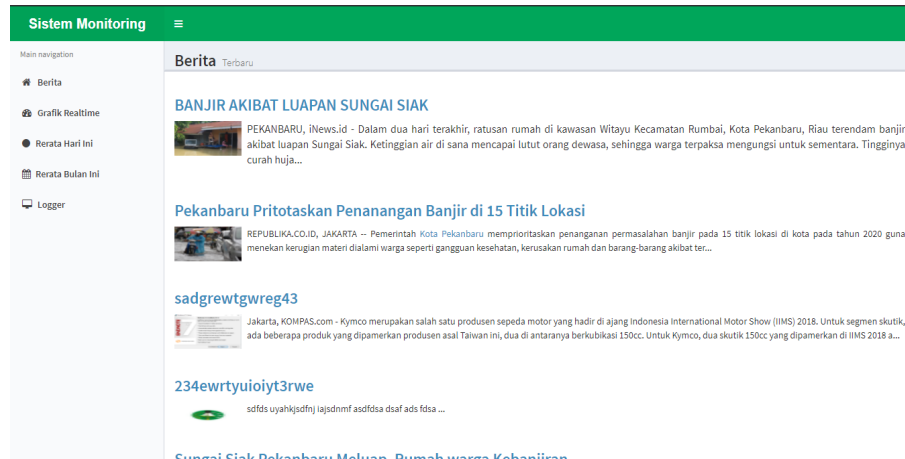 Sistem Monitoring
Main navigation
Berita
Grafik Realtime
Rerata Hari Ini
Rerata Bulan Ini
Logger
Berita Terbaru
BANJIR AKIBAT LUAPAN SUNGAI SIAK
PEKANBARU, iNews.id - Dalam dua hari terakhir, ratusan rumah di kawasan Witayu Kecamatan Rumbai, Kota Pekanbaru, Riau terendam banjir
akibat luapan Sungai Siak. Ketinggian air di sana mencapai lutut orang dewasa, sehingga warga terpaksa mengungsi untuk sementara. Tingginya
curah huja...
Pekanbaru Pritotaskan Penanangan Banjir di 15 Titik Lokasi
REPUBLIKA.CO.ID, JAKARTA -- Pemerintah Kota Pekanbaru memprioritaskan penanganan permasalahan banjir pada 15 titik lokasi di kota pada tahun 2020 guna
menekan kerugian materi dialami warga seperti gangguan kesehatan, kerusakan rumah dan barang-barang akibat ter...
sadgrewtgwreg43
Jakarta, KOMPAS.com - Kymco merupakan salah satu produsen sepeda motor yang hadir di ajang Indonesia International Motor Show (IIMS) 2018. Untuk segmen skutik,
ada beberapa produk yang dipamerkan produsen asal Taiwan ini, dua di antaranya berkubikasi 150cc. Untuk Kymco, dua skutik 150cc yang dipamerkan di IIMS 2018 a...
234ewrtyuioiyt3rwe
sdfds uyahkjsdfnj iajsdnmf asdfdsa dsaf ads fdsa ...
Sungai Siak Pekanbaru Meluap, Rumah warga Kebanjiran